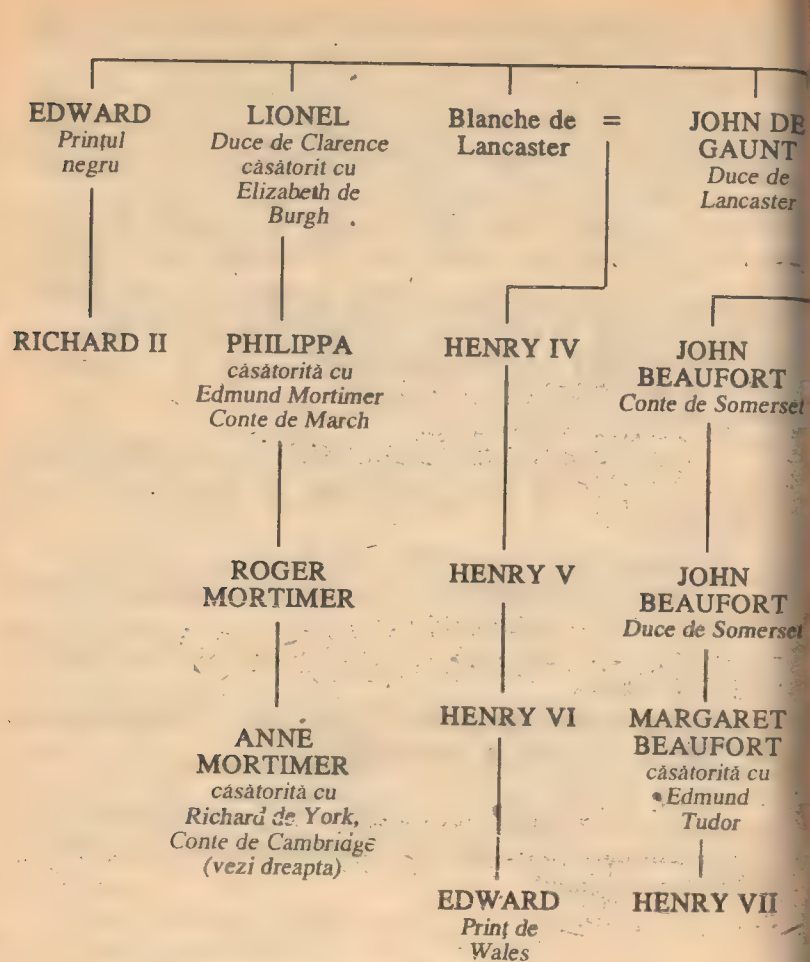 EDWARD
Prinţul
negru
RICHARD II
LIONEL
Duce de Clarence
căsătorit cu
Elizabeth de
Burgh
PHILIPPA
căsătorită cu
Edmund Mortimer
Conte de March
ROGER
MORTIMER
ANNE
MORTIMER
căsătorită cu
Richard de York,
Conte de Cambridge
(vezi dreapta)
Blanche de =
Lancaster
HENRY IV
HENRY V
HENRY VI
EDWARD
Prinţ de
Wales
JOHN DE
GAUNT
Duce de
Lancaster
JOHN
BEAUFORT
Conte de Somerset
JOHN
BEAUFORT
Duce de Somerset
MARGARET
BEAUFORT
căsătorită cu
Edmund
Tudor
HENRY VII